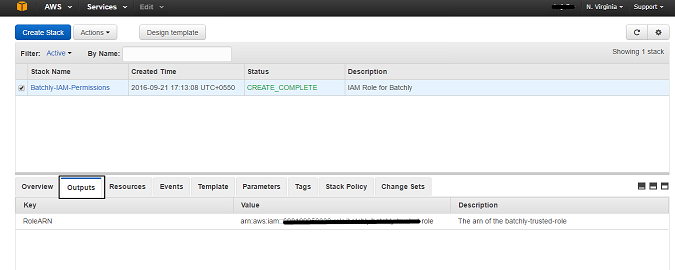 AWS Services Edit N. Virginia Support
Create Stack Actions Design template
Filter: Active By Name: Showing 1 stack
Stack Name Created Time Status Description
Batchly-IAM-Permissions 2016-09-21 17:13:08 UTC+0550 CREATE_COMPLETE IAM Role for Batchly
Overview Outputs Resources Events Template Parameters Tags Stack Policy Change Sets
Key Value Description
RoleARN arn:aws:iam: -role The arn of the batchly-trusted-role